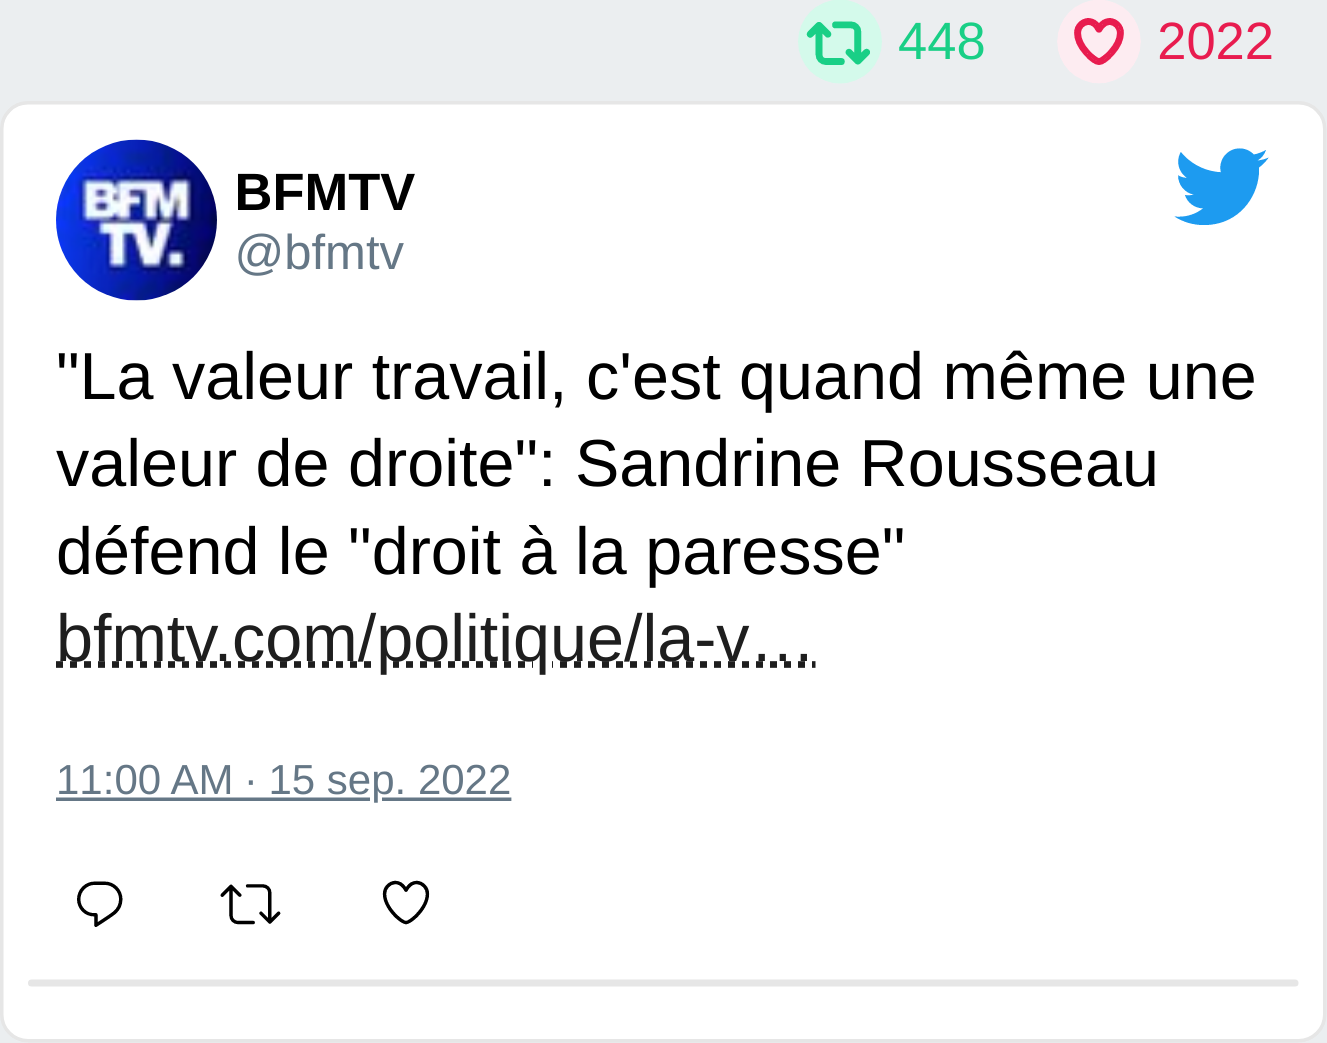 448 2022
BFM
TV.
BFMTV
@bfmtv
"La valeur travail, c'est quand même une
valeur de droite": Sandrine Rousseau
défend le "droit à la paresse"
bfmtv.com/politique/la-v…
11:00 AM · 15 sep. 2022